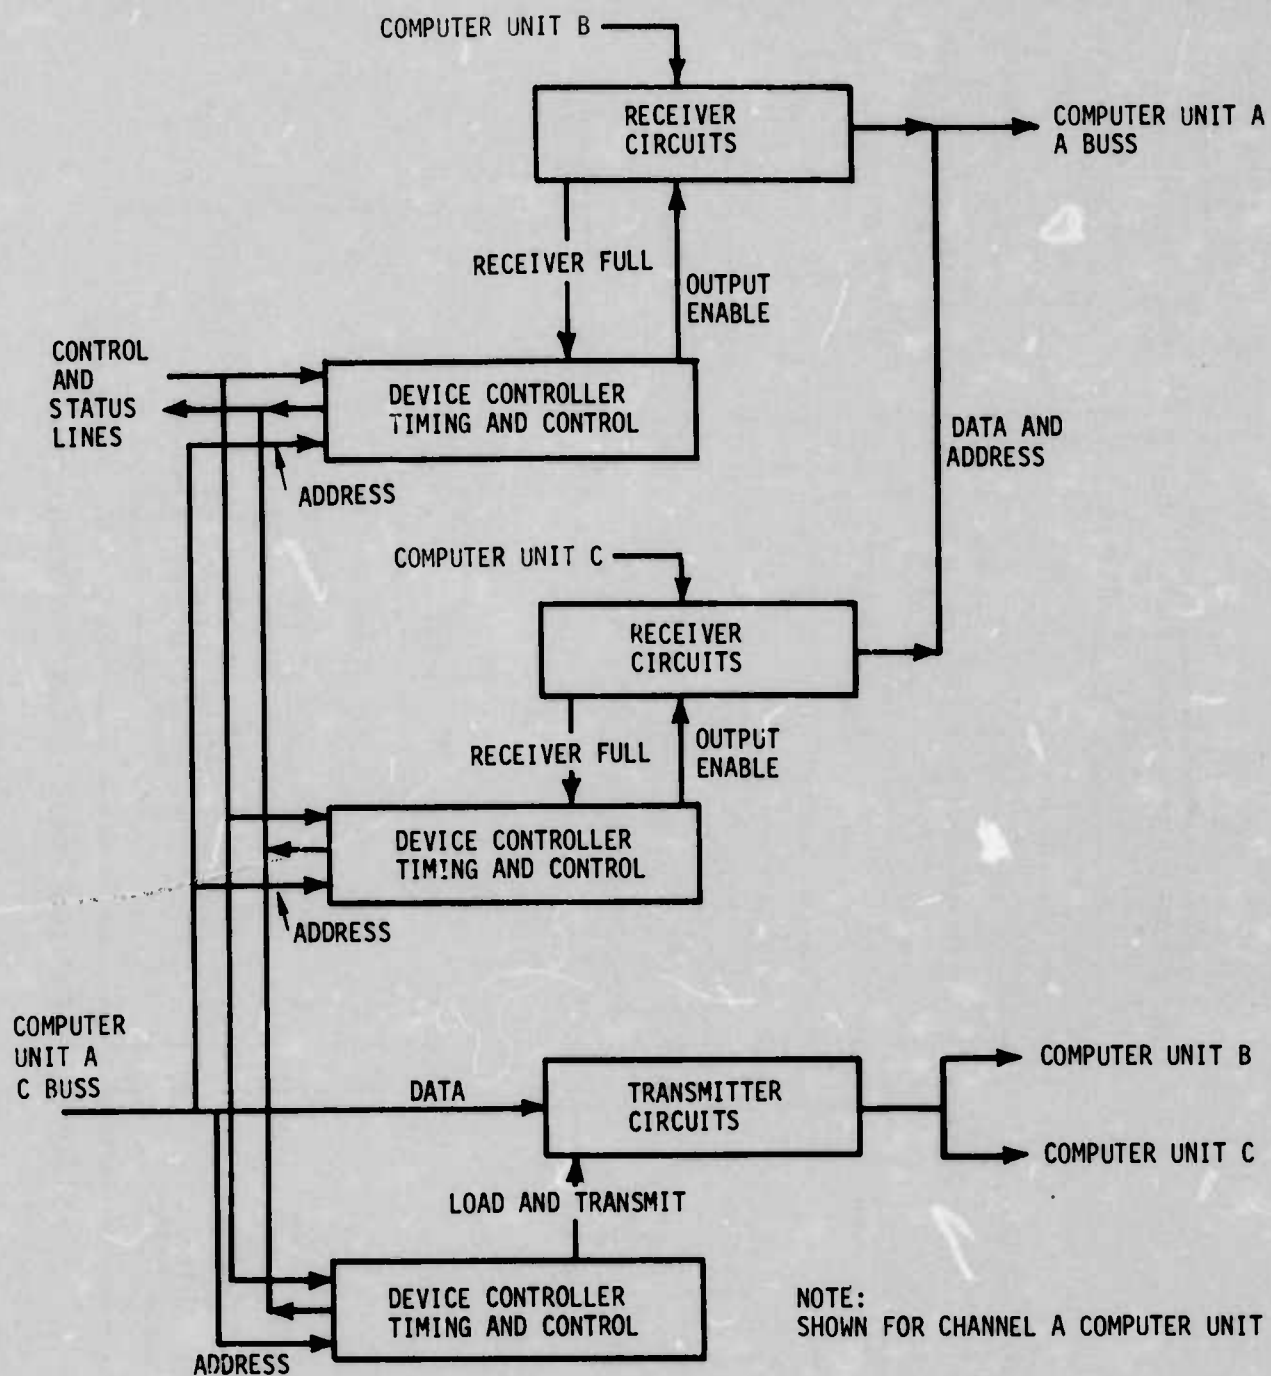 COMPUTER UNIT B
RECEIVER
CIRCUITS
COMPUTER UNIT A
A BUSS
RECEIVER FULL
OUTPUT
ENABLE
CONTROL
AND
STATUS
LINES
DEVICE CONTROLLER
TIMING AND CONTROL
ADDRESS
DATA AND
ADDRESS
COMPUTER UNIT C
RECEIVER
CIRCUITS
RECEIVER FULL
OUTPUT
ENABLE
DEVICE CONTROLLER
TIMING AND CONTROL
ADDRESS
COMPUTER
UNIT A
C BUSS
DATA
TRANSMITTER
CIRCUITS
COMPUTER UNIT B
COMPUTER UNIT C
LOAD AND TRANSMIT
DEVICE CONTROLLER
TIMING AND CONTROL
ADDRESS
NOTE:
SHOWN FOR CHANNEL A COMPUTER UNIT